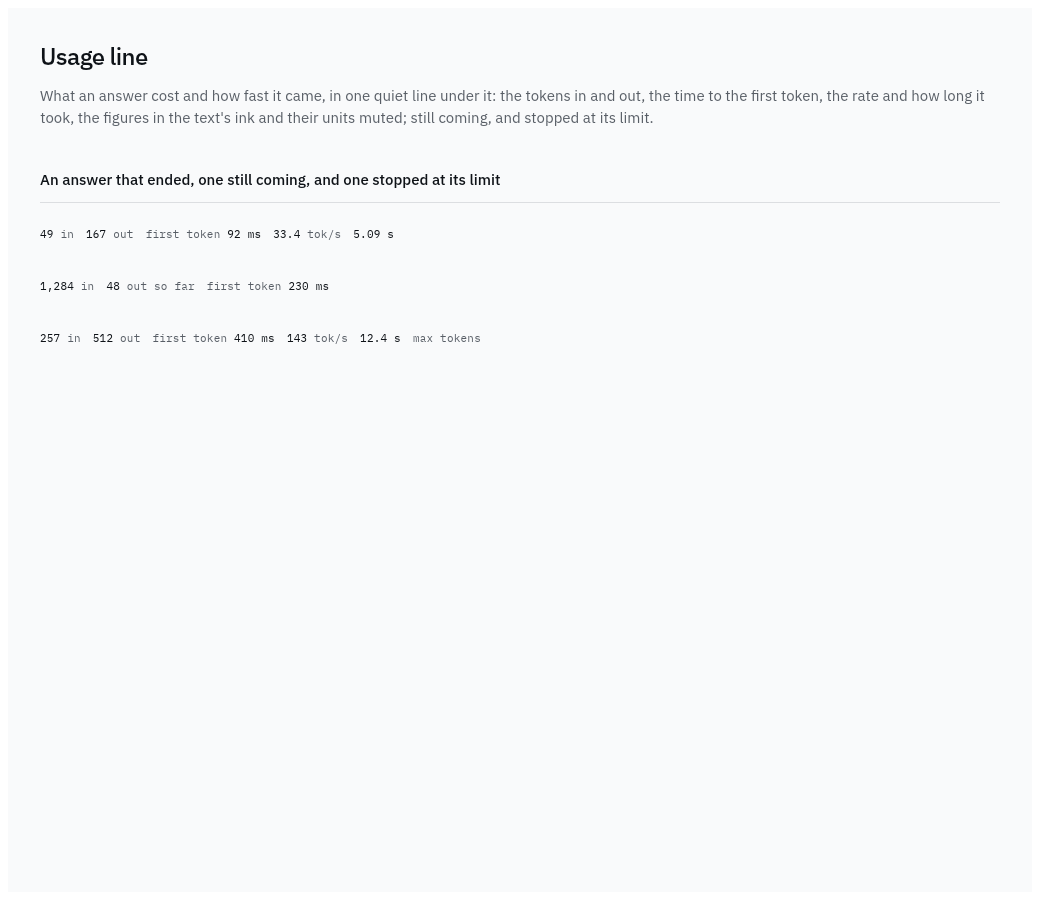 Usage line
What an answer cost and how fast it came, in one quiet line under it: the tokens in and out, the time to the first token, the rate and how long it
took, the figures in the text's ink and their units muted; still coming, and stopped at its limit.
An answer that ended, one still coming, and one stopped at its limit
49 in 167 out first token 92 ms 33.4 tok/s 5.09 s
1,284 in 48 out so far first token 230 ms
257 in 512 out first token 410 ms 143 tok/s 12.4 s max tokens